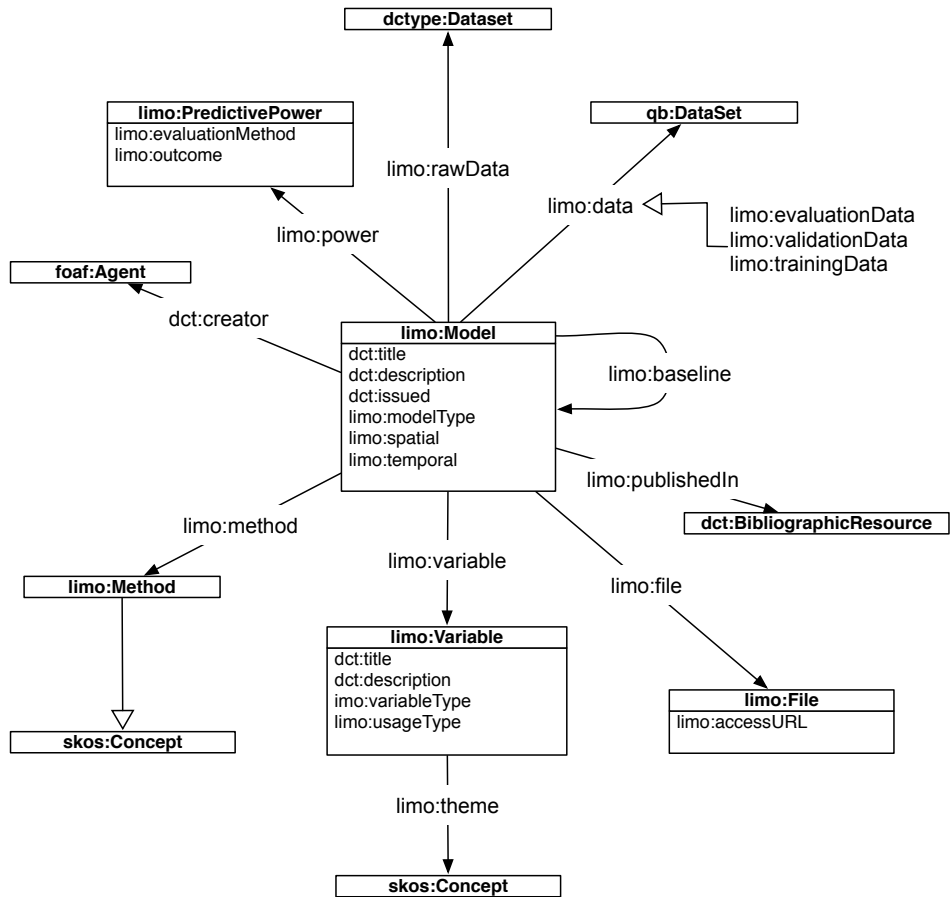 dctype:Dataset
limo:PredictivePower
limo:evaluationMethod
limo:outcome
qb:DataSet
limo:rawData
limo:data
limo:evaluationData
limo:validationData
limo:trainingData
limo:power
foaf:Agent
dct:creator
limo:Model
dct:title
dct:description
dct:issued
limo:modelType
limo:spatial
limo:temporal
limo:baseline
limo:publishedIn
dct:BibliographicResource
limo:method
limo:variable
limo:file
limo:Method
limo:Variable
dct:title
dct:description
imo:variableType
limo:usageType
limo:File
limo:accessURL
skos:Concept
limo:theme
skos:Concept